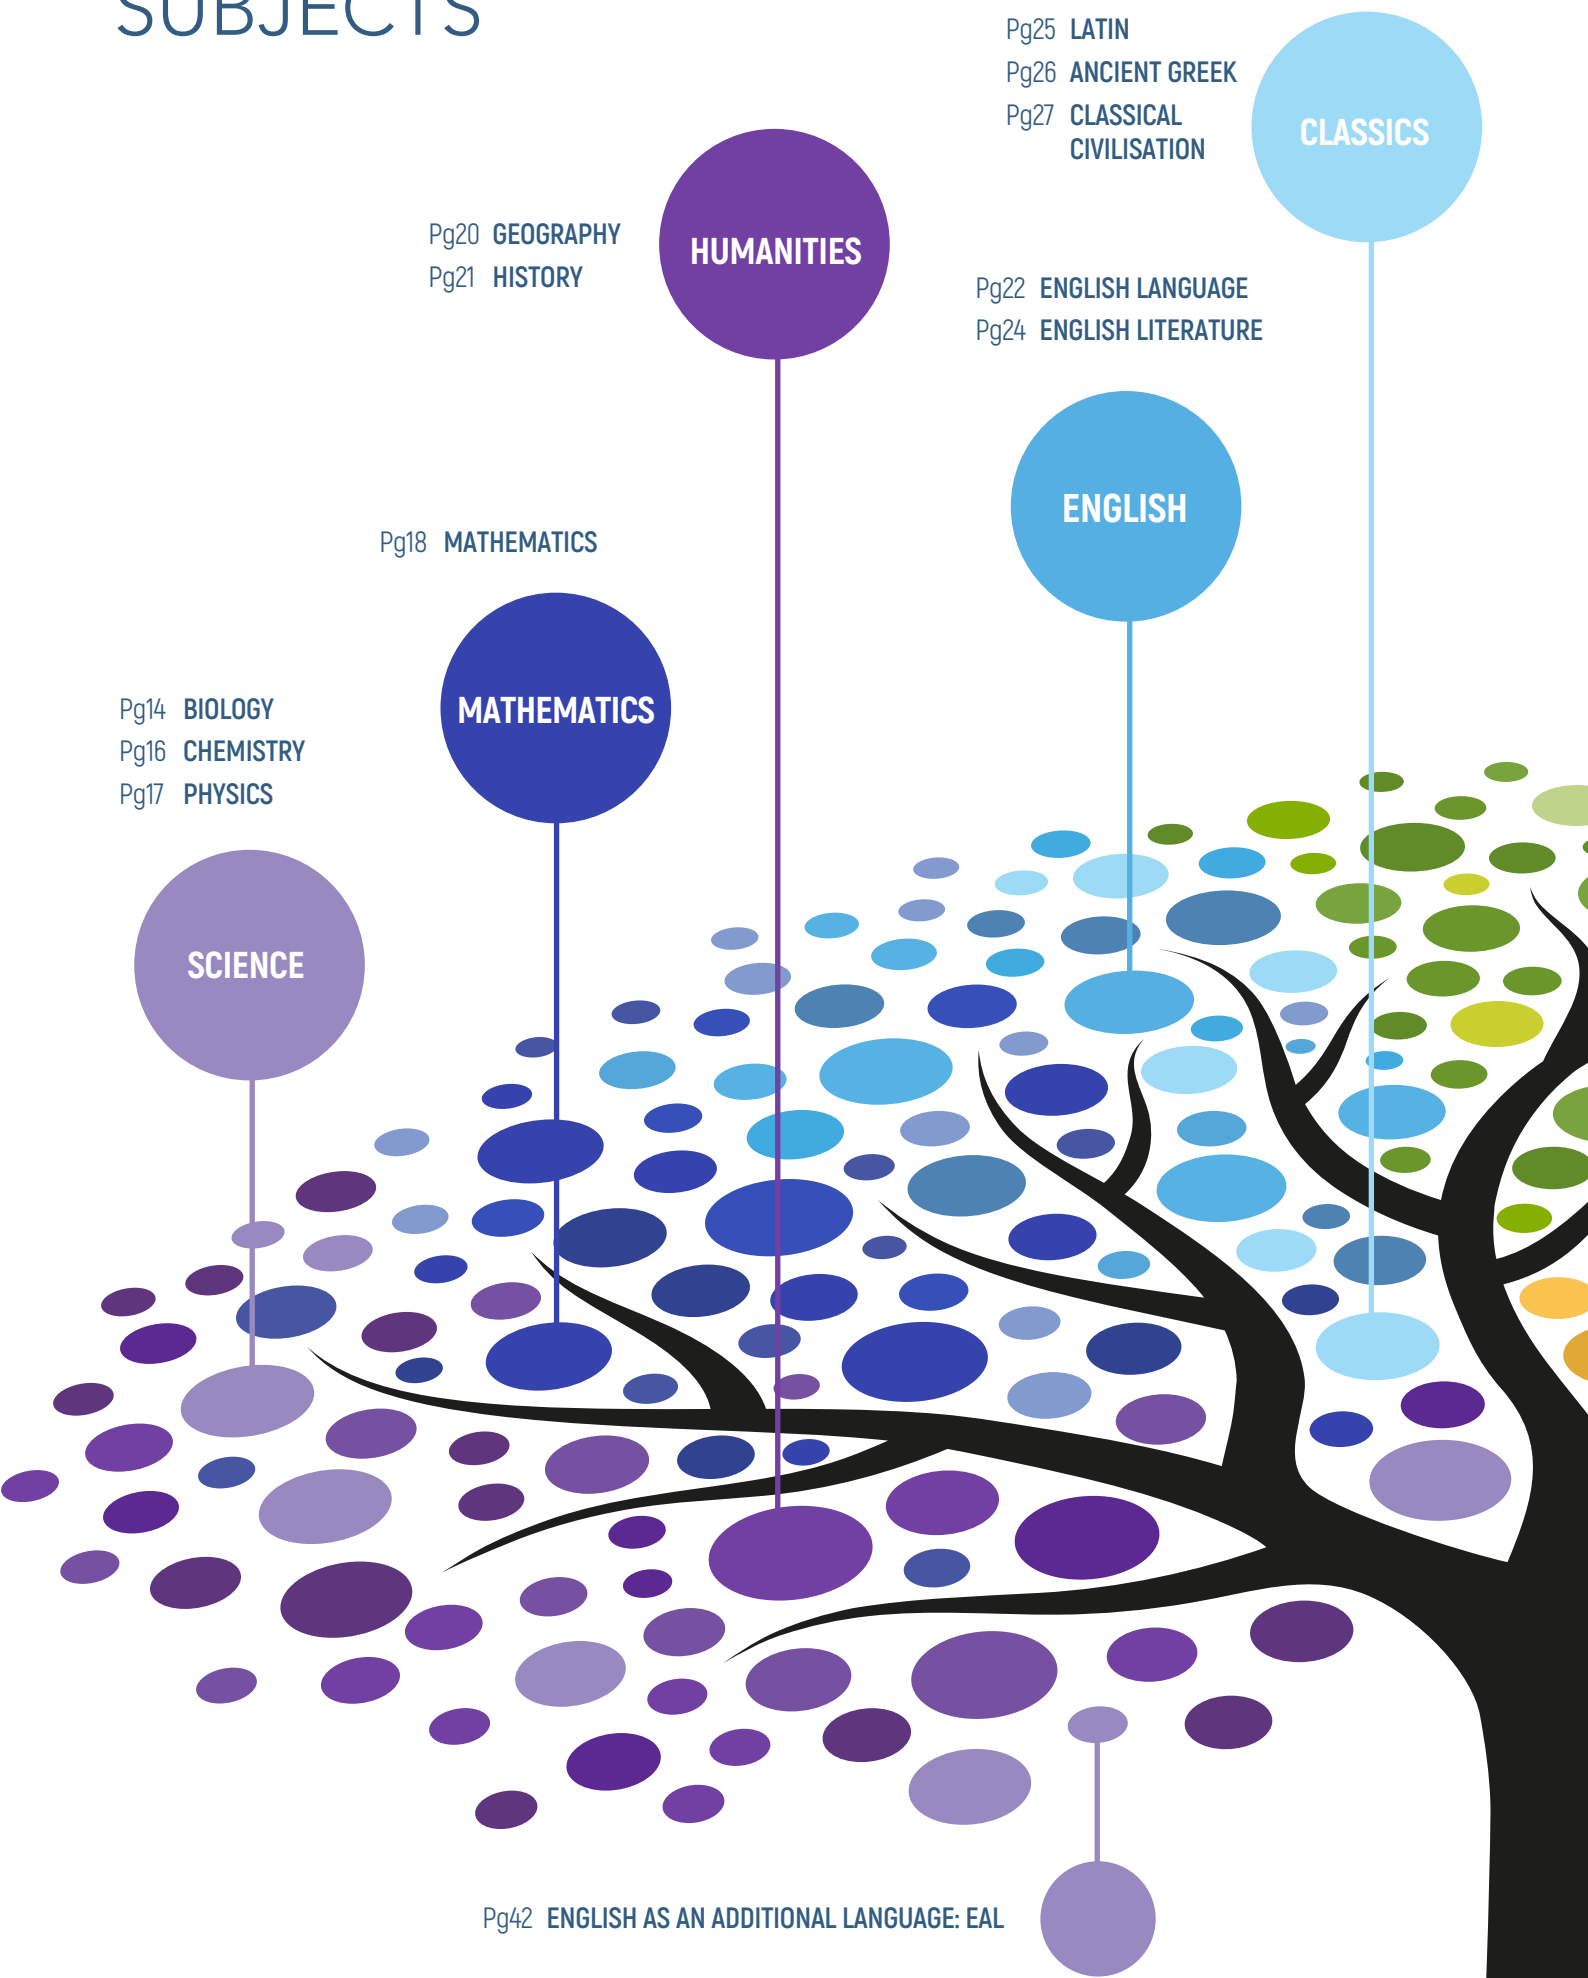 SUBJECTS
Pg25 LATIN
Pg26 ANCIENT GREEK
Pg27 CLASSICAL
CIVILISATION
CLASSICS
Pg20 GEOGRAPHY
Pg21 HISTORY
HUMANITIES
Pg22 ENGLISH LANGUAGE
Pg24 ENGLISH LITERATURE
ENGLISH
Pg18 MATHEMATICS
MATHEMATICS
Pg14 BIOLOGY
Pg16 CHEMISTRY
Pg17 PHYSICS
SCIENCE
Pg42 ENGLISH AS AN ADDITIONAL LANGUAGE: EAL